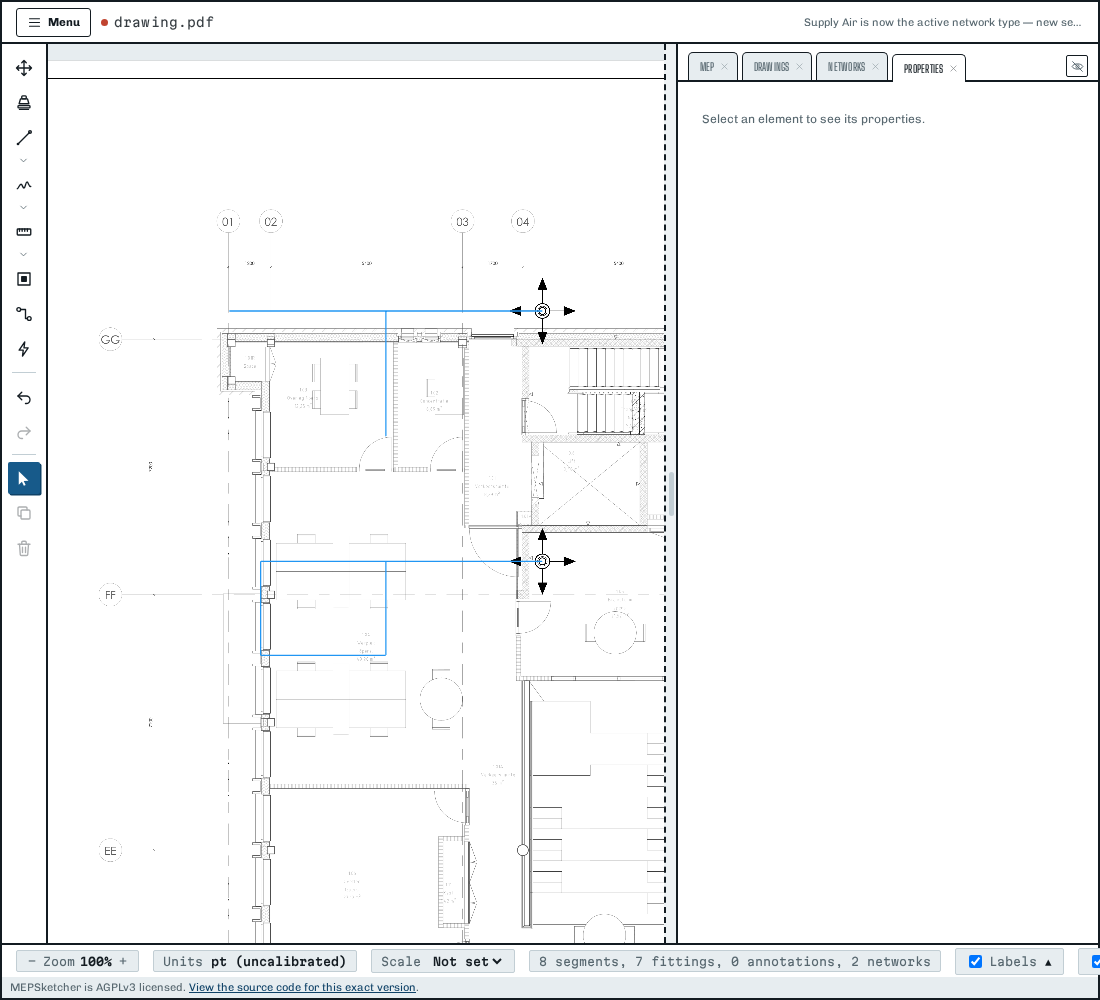 Menu
drawing.pdf
Supply Air is now the active network type — new se…
MEP
DRAWINGS
NETWORKS
PROPERTIES
Select an element to see its properties.
01
02
03
04
GG
FF
EE
− Zoom 100% +
Units pt (uncalibrated)
Scale Not set
8 segments, 7 fittings, 0 annotations, 2 networks
Labels ▲
MEPSketcher is AGPLv3 licensed. View the source code for this exact version.